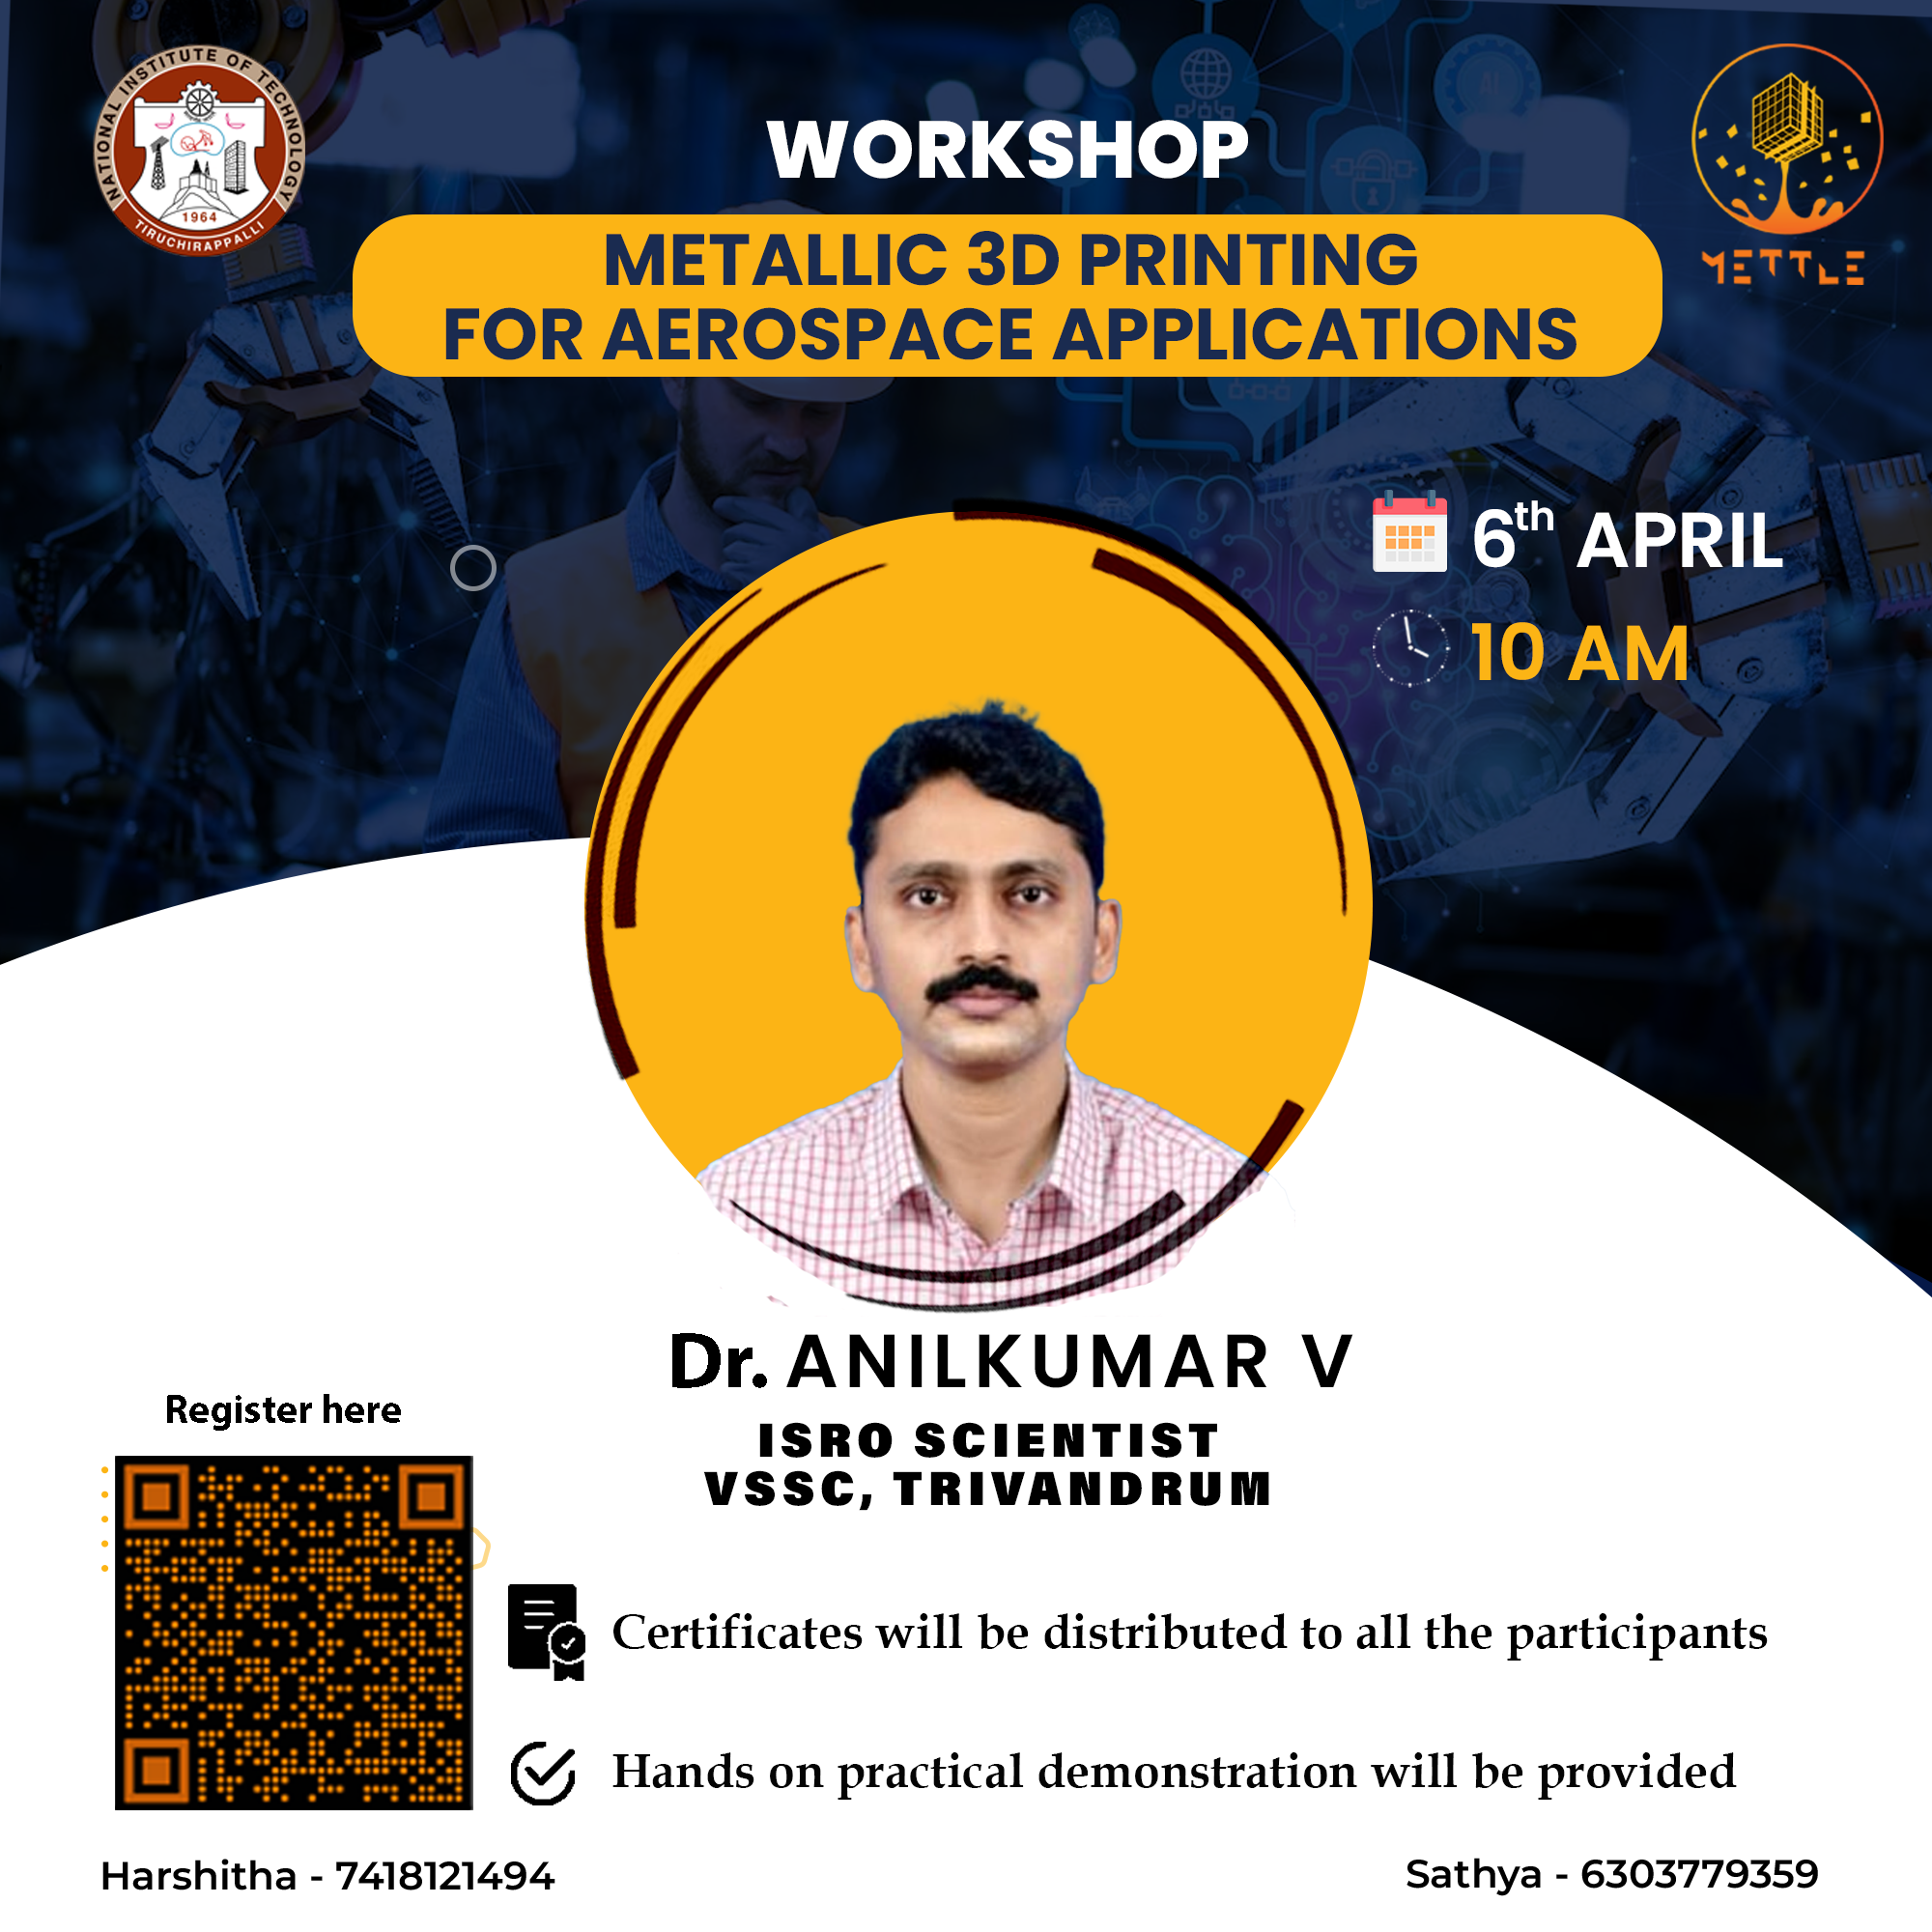 NATIONAL INSTITUTE OF TECHNOLOGY
1964
TIRUCHIRAPPALLI
METTLE
WORKSHOP
METALLIC 3D PRINTING
FOR AEROSPACE APPLICATIONS
AI
6th APRIL
10 AM
Dr. ANILKUMAR V
ISRO SCIENTIST
VSSC, TRIVANDRUM
Register here
Certificates will be distributed to all the participants
Hands on practical demonstration will be provided
Harshitha - 7418121494
Sathya - 6303779359